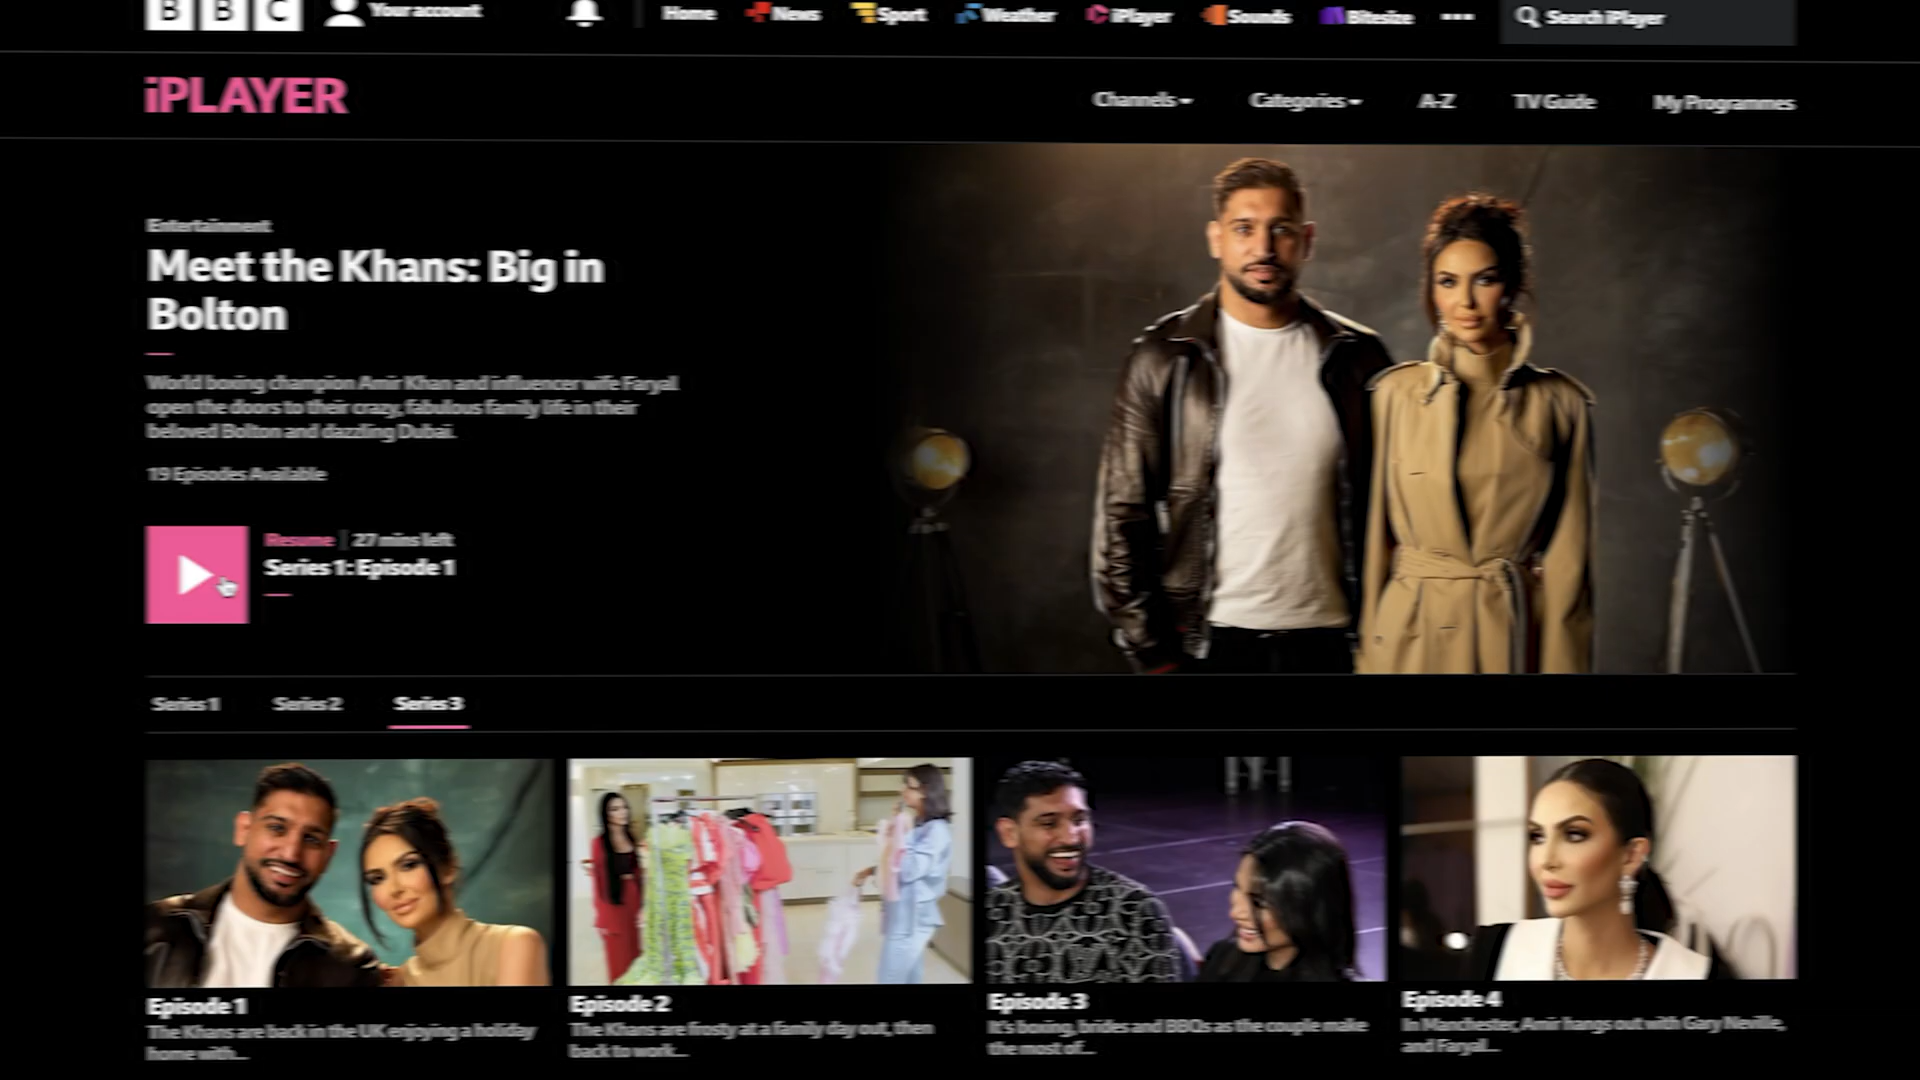 BBC
Your account
Home
News
Sport
Weather
iPlayer
Sounds
Bitesize
Search iPlayer
iPLAYER
Channels
Categories
A-Z
TV Guide
My Programmes
Entertainment
Meet the Khans: Big in
Bolton
World boxing champion Amir Khan and influencer wife Faryal
open the doors to their crazy, fabulous family life in their
beloved Bolton and dazzling Dubai.
19 Episodes Available
Resume | 27 mins left
Series 1: Episode 1
Series 1
Series 2
Series 3
Episode 1
The Khans are back in the UK enjoying a holiday
home with...
Episode 2
The Khans are frosty at a family day out, then
back to work...
Episode 3
It's boxing, brides and BBQs as the couple make
the most of...
Episode 4
In Manchester, Amir hangs out with Gary Neville,
and Faryal...